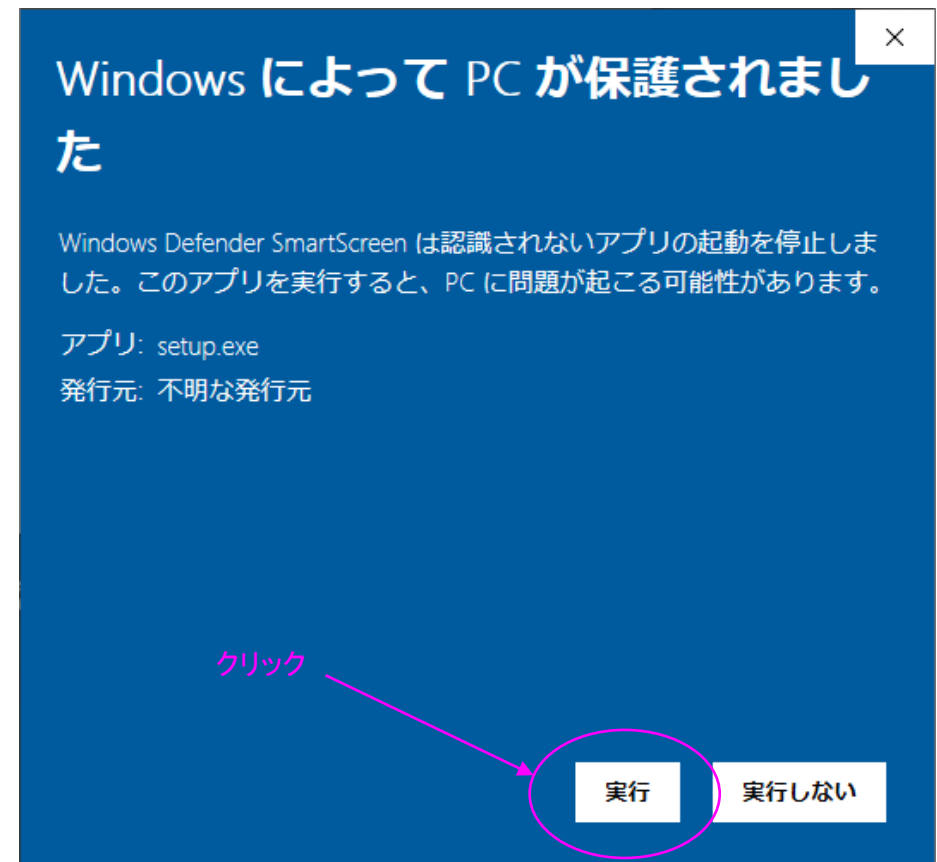 Windows によって PC が保護されまし
た
Windows Defender SmartScreen は認識されないアプリの起動を停止しま
した。このアプリを実行すると、PC に問題が起こる可能性があります。
アプリ: setup.exe
発行元: 不明な発行元
クリック
実行 実行しない